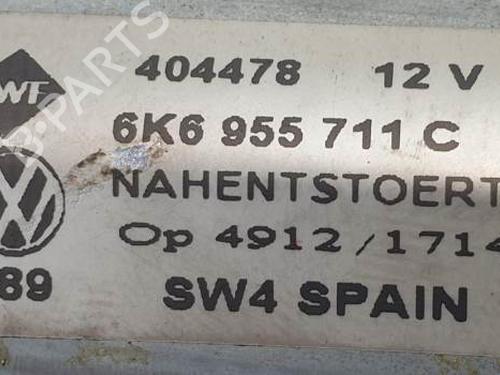 404478 12 V
6K6 955 711 C
NAHENTSTOERT
Op 4912/1714
89 SW4 SPAIN